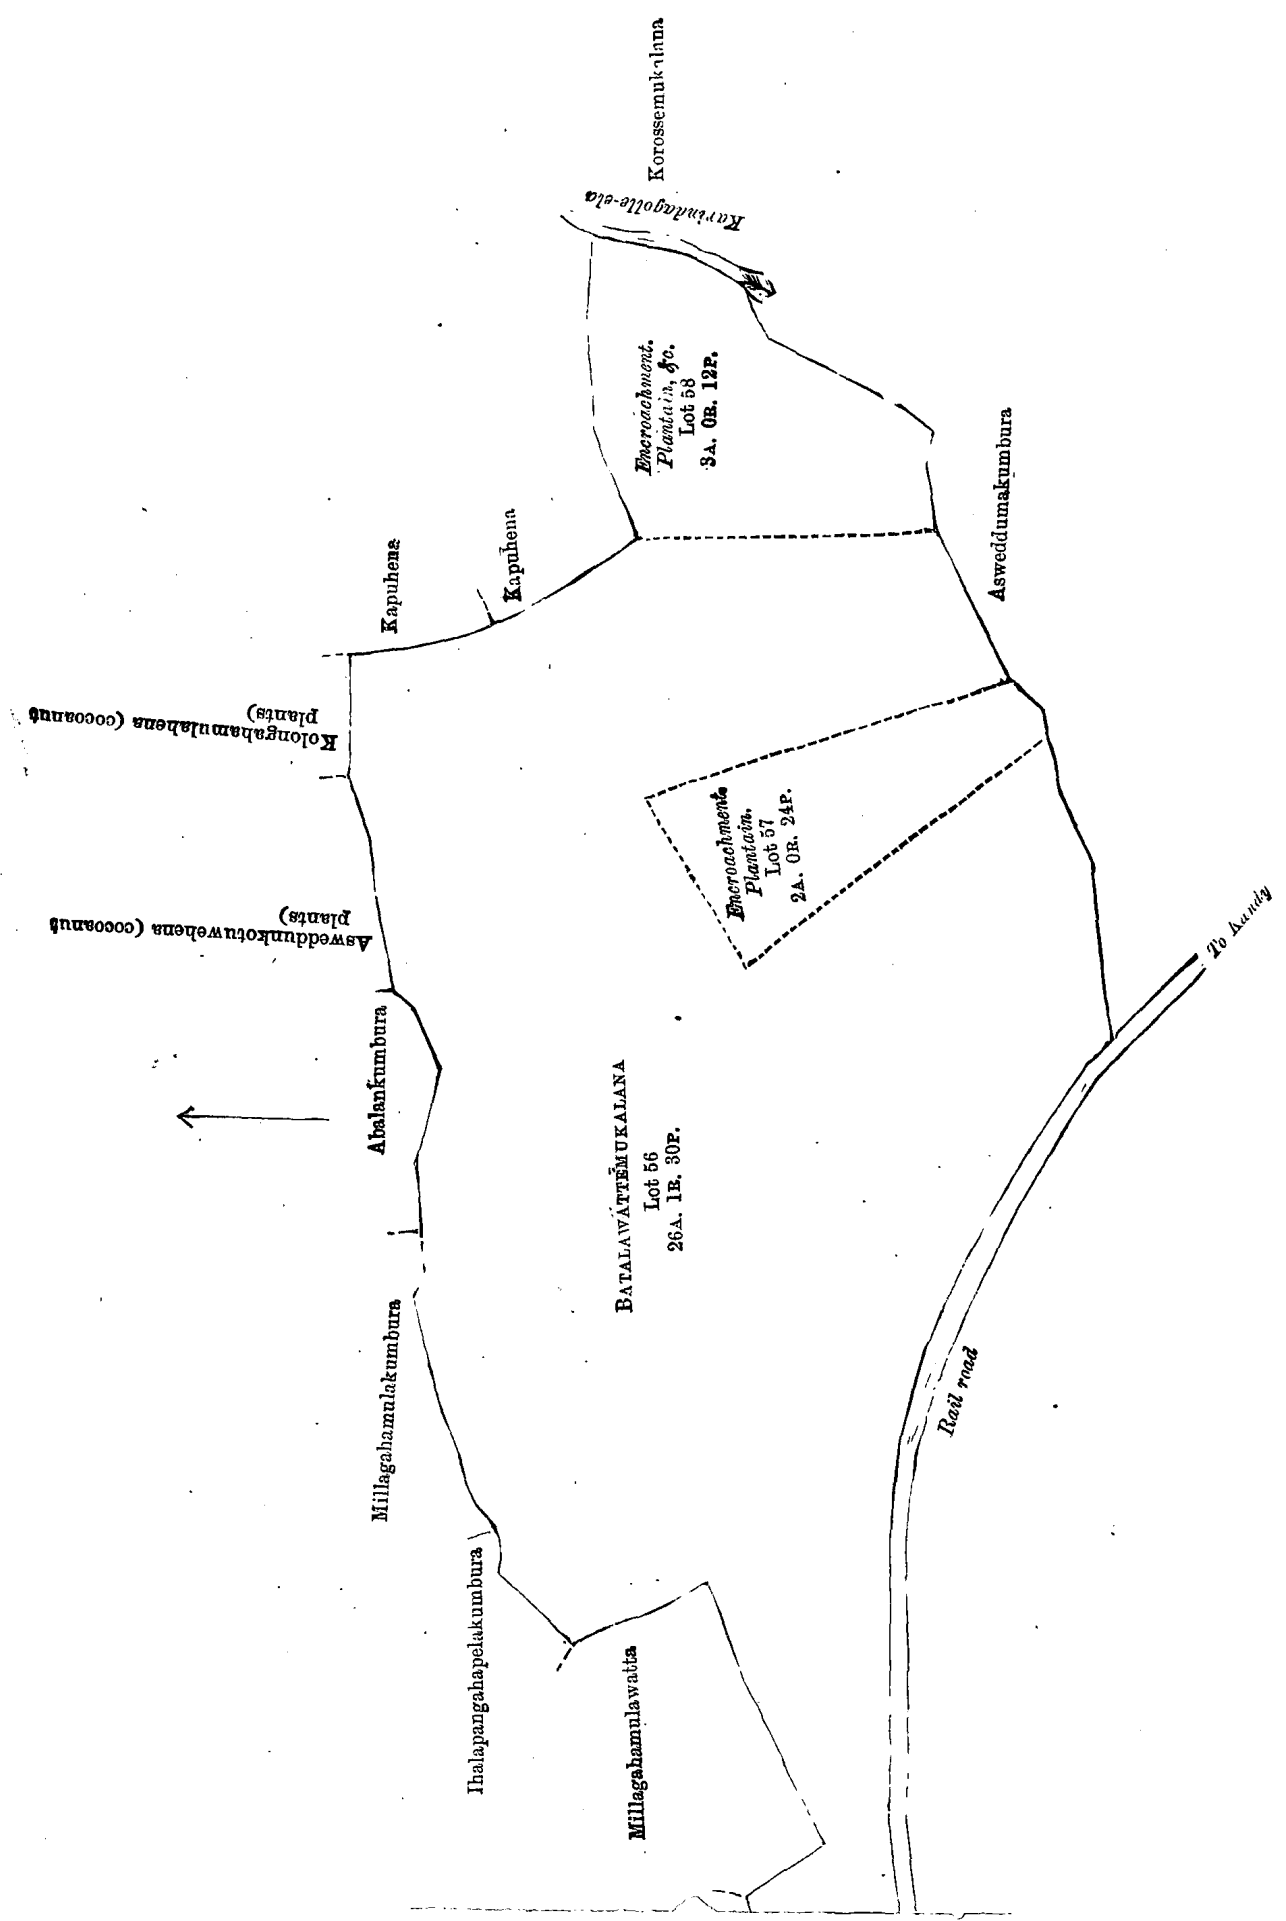 Korossemukalana
Karindagolle-ela
Encroachment.
Plantain, &c.
Lot 58
3A. 0R. 12P.
Kapuhena
Kapuhena
Asweddumakumbura
Kolongahamulahena (cocoanut
plants)
Asweddunkotuwehena (cocoanut
plants)
Encroachment
Plantain.
Lot 57
2A. 0R. 24P.
To Kandy
Abalankumbura
BATALAWATTEMUKALANA
Lot 56
26A. 1R. 30P.
Millagahamulakumbura
Rail road
Ihalapangahapelakumbura
Millagahamulawatta